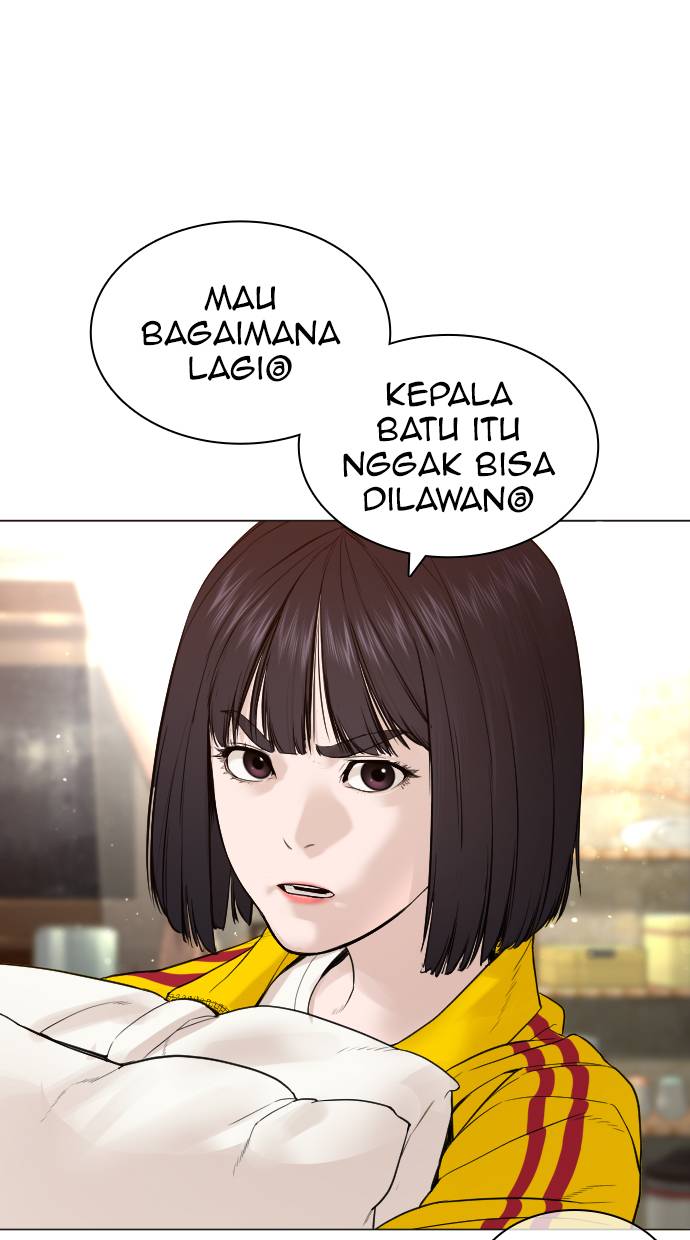 MAU
BAGAIMANA
LAGI@
KEPALA
BATU ITU
NGGAK BISA
DILAWAN@